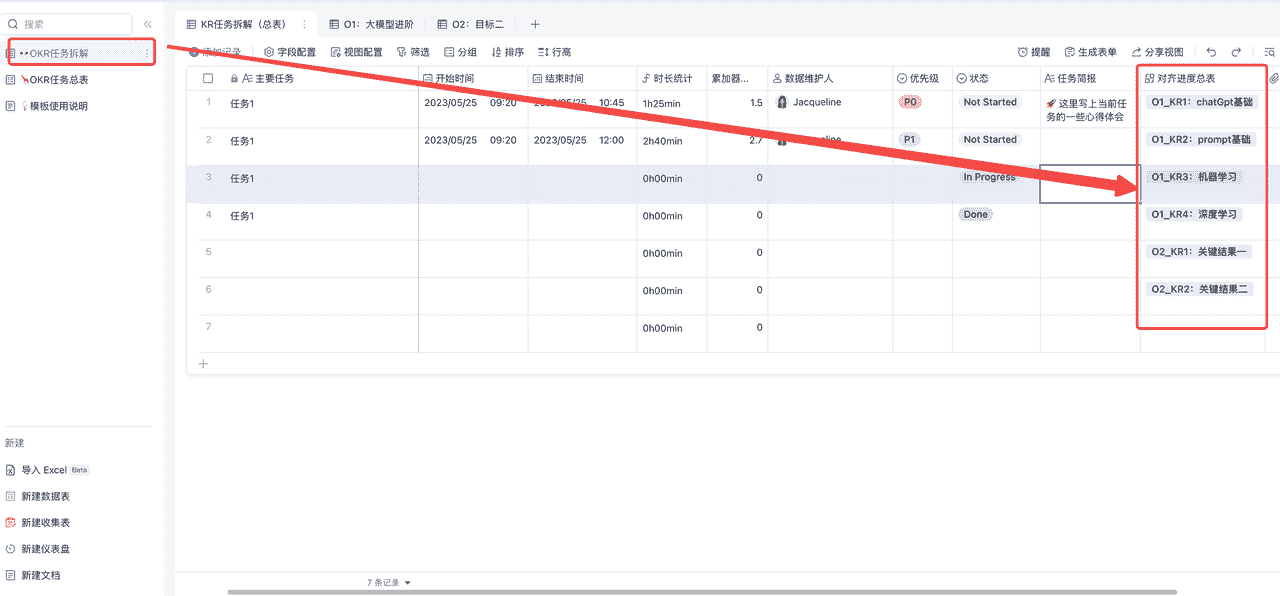 搜索
OKR任务拆解
OKR任务总表
模板使用说明
新建
导入 Excel Beta
新建数据表
新建收集表
新建仪表盘
新建文档
KR任务拆解（总表） O1：大模型进阶 O2：目标二
添加记录 字段配置 视图配置 筛选 分组 排序 行高 提醒 生成表单 分享视图
主要任务 开始时间 结束时间 时长统计 累加器... 数据维护人 优先级 状态 任务简报 对齐进度总表
1 任务1 2023/05/25 09:20 2023/05/25 10:45 1h25min 1.5 Jacqueline P0 Not Started 🚀 这里写上当前任务的一些心得体会 O1_KR1：chatGpt基础
2 任务1 2023/05/25 09:20 2023/05/25 12:00 2h40min 2.7 Jacqueline P1 Not Started O1_KR2：prompt基础
3 任务1 0h00min 0 In Progress O1_KR3：机器学习
4 任务1 0h00min 0 Done O1_KR4：深度学习
5 0h00min 0 O2_KR1：关键结果一
6 0h00min 0 O2_KR2：关键结果二
7 0h00min 0
7 条记录